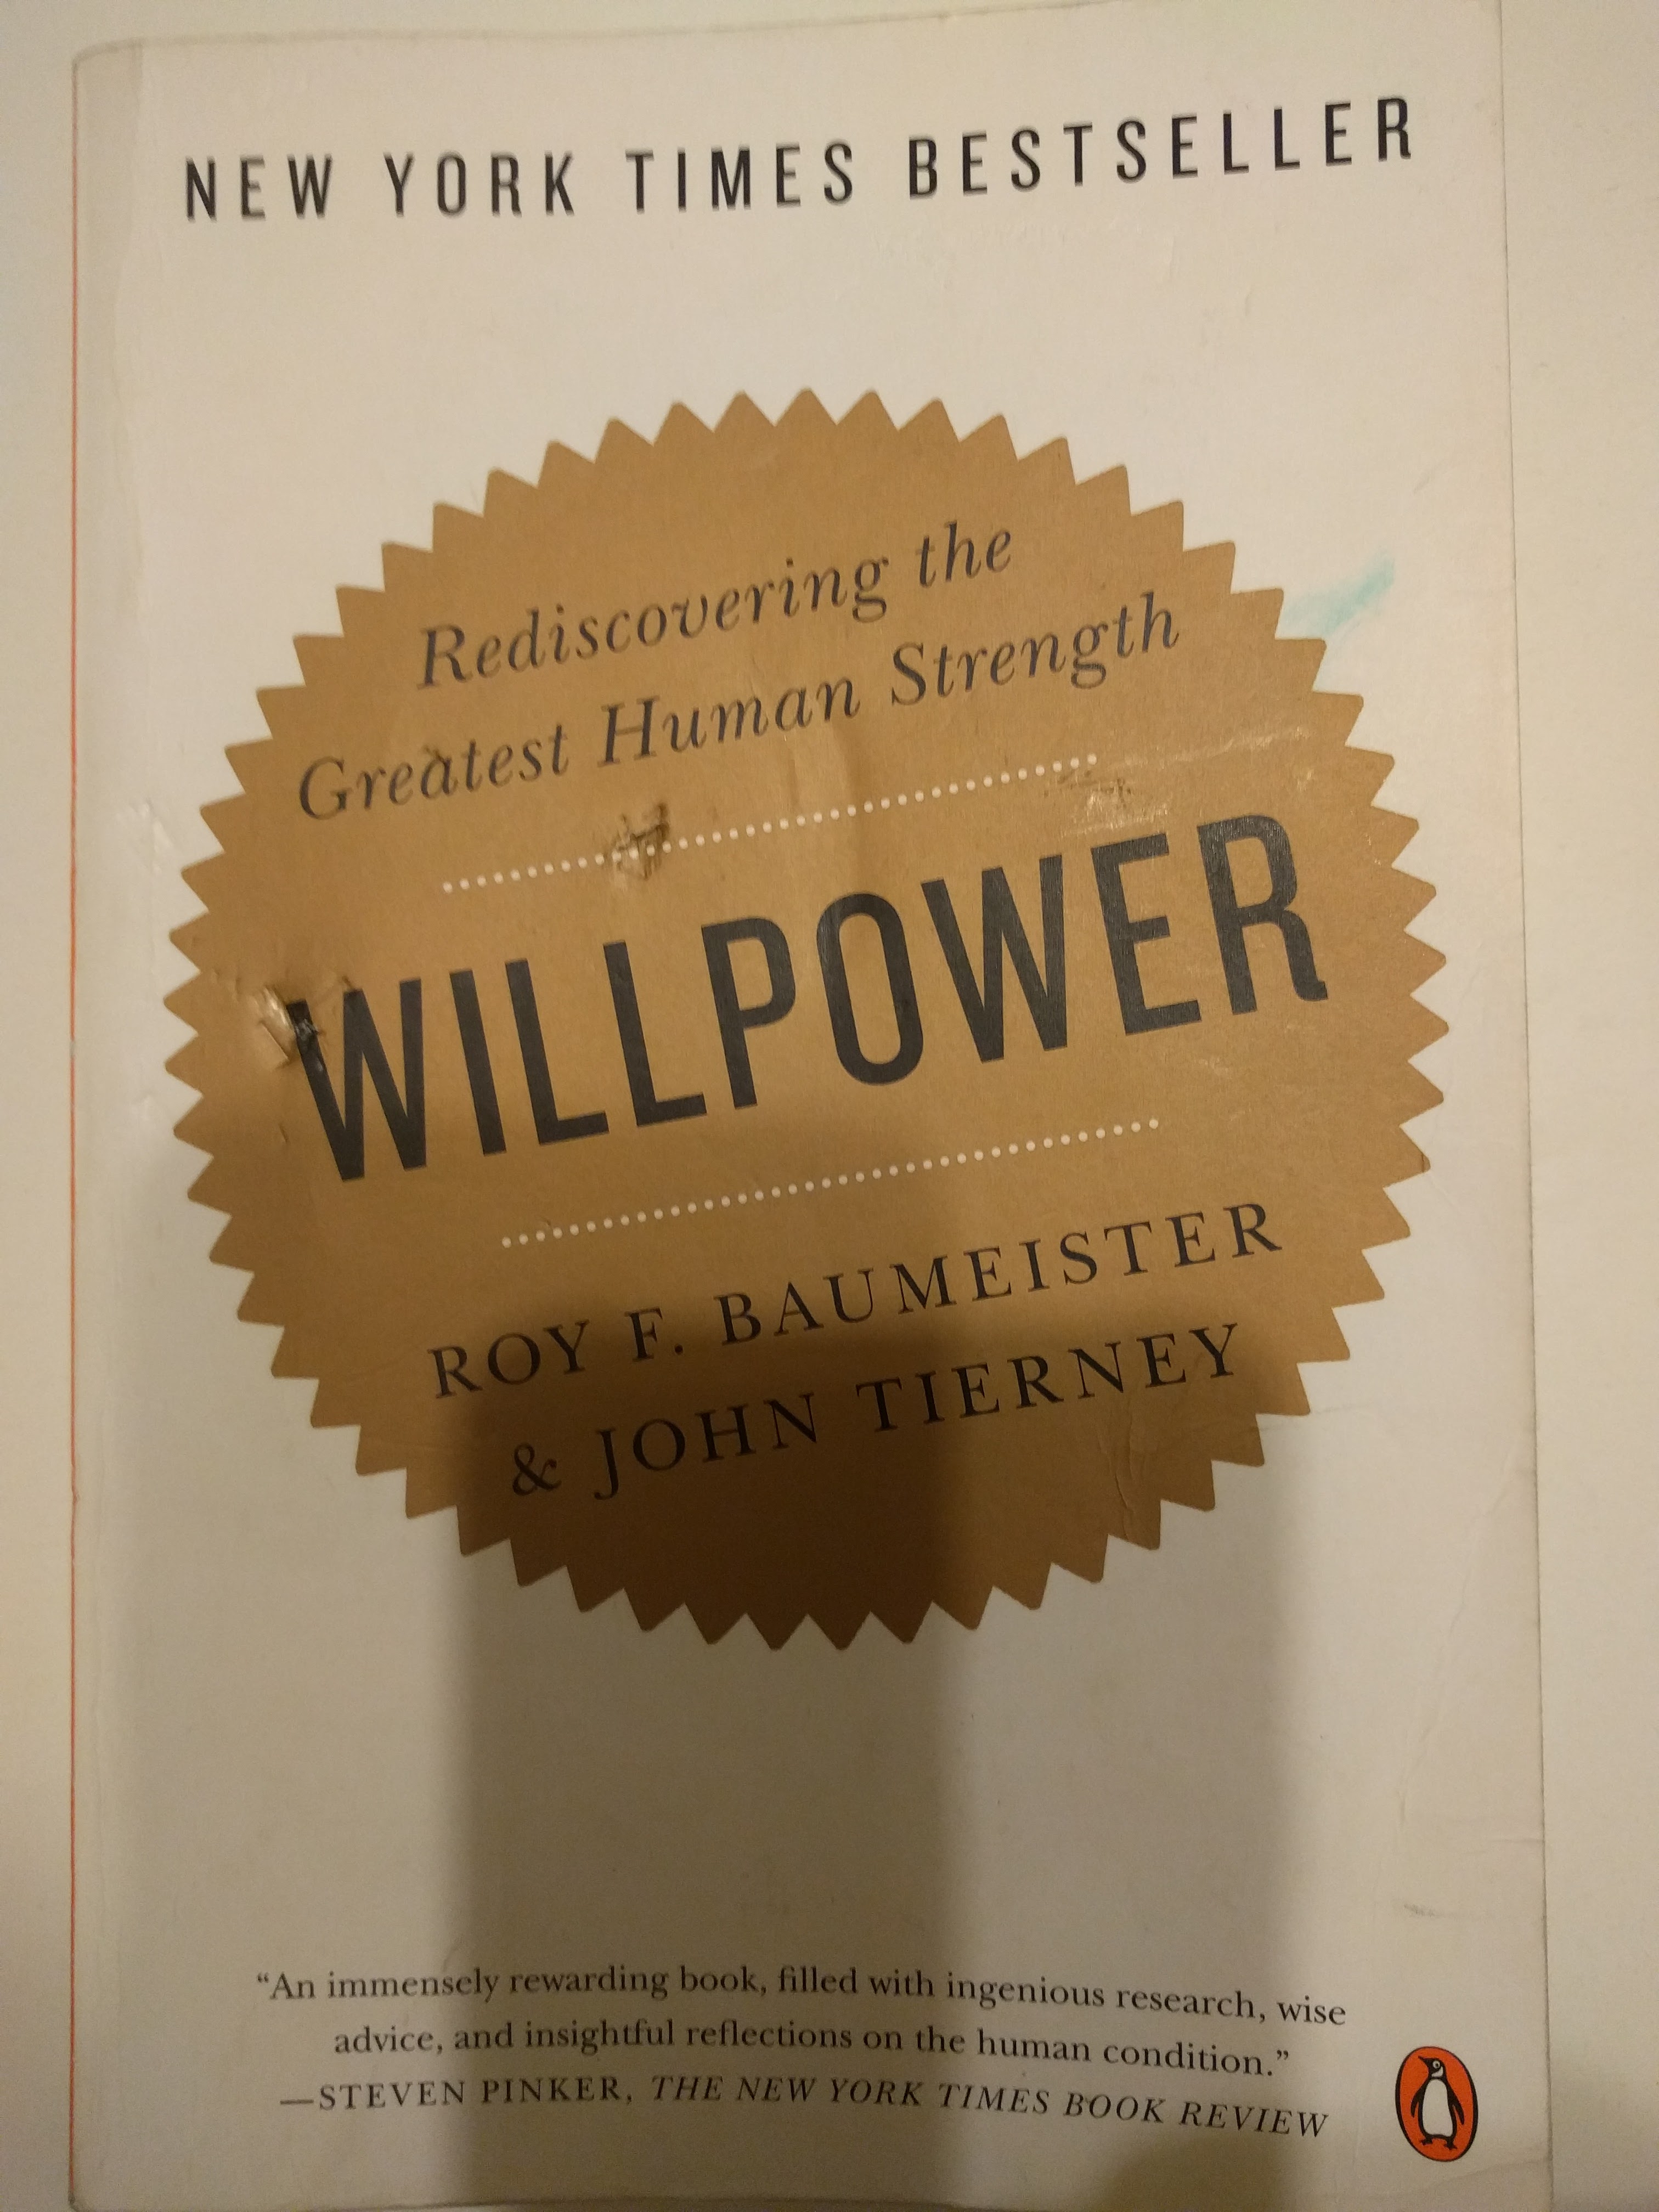 NEW YORK TIMES BESTSELLER
Rediscovering the
Greatest Human Strength
WILLPOWER
ROY F. BAUMEISTER
& JOHN TIERNEY
“An immensely rewarding book, filled with ingenious research, wise
advice, and insightful reflections on the human condition.”
—STEVEN PINKER, THE NEW YORK TIMES BOOK REVIEW